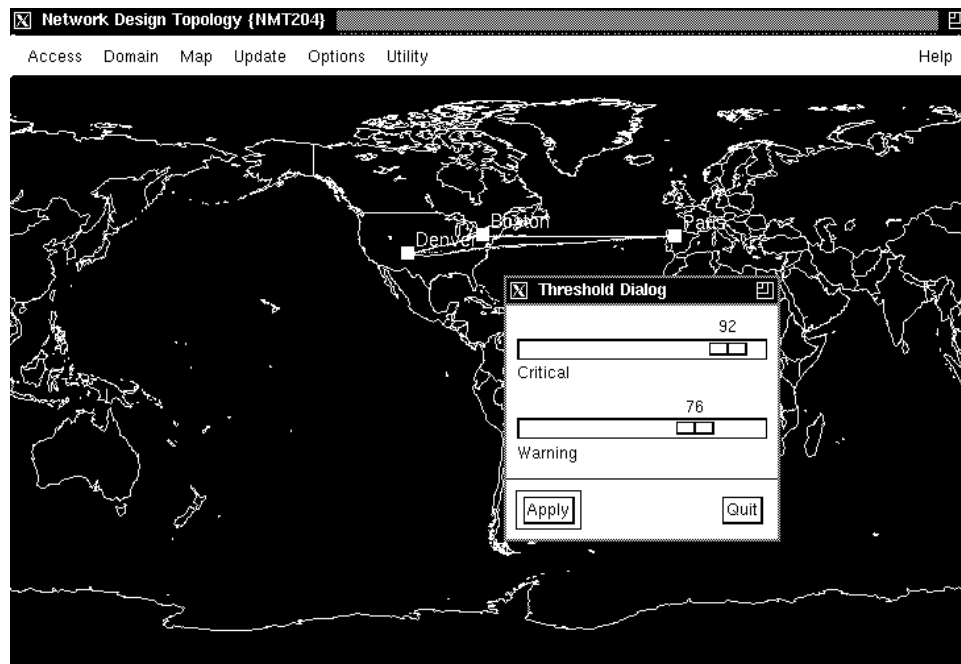 Network Design Topology {NMT204}
Access Domain Map Update Options Utility Help
Boston
Denver
Paris
Threshold Dialog
92
Critical
76
Warning
Apply Quit